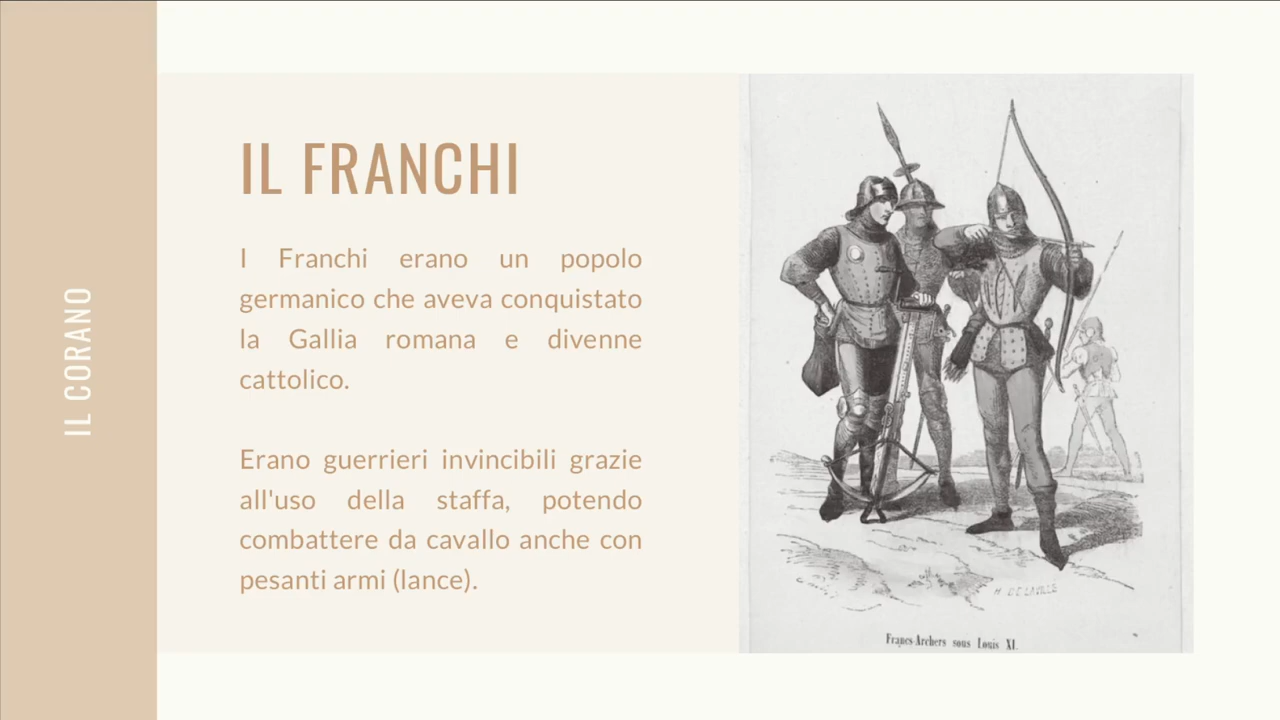 IL CORANO
IL FRANCHI
I Franchi erano un popolo
germanico che aveva conquistato
la Gallia romana e divenne
cattolico.
Erano guerrieri invincibili grazie
all'uso della staffa, potendo
combattere da cavallo anche con
pesanti armi (lance).
H DE LAVILLE
Francs-Archers sous Louis XI.